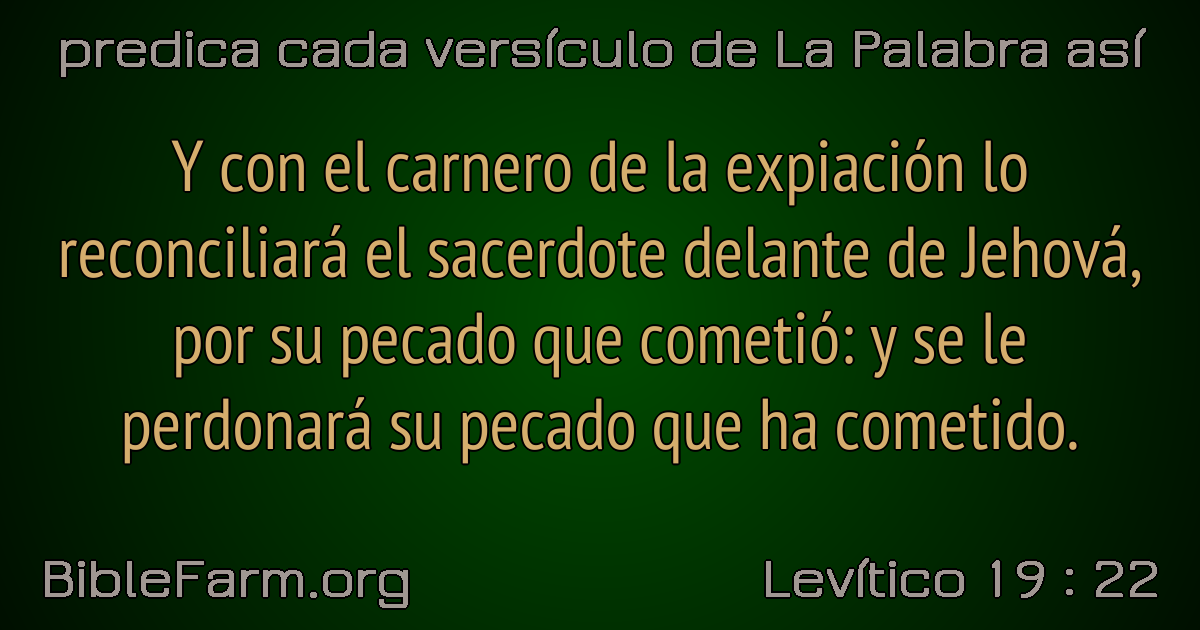 predica cada versículo de La Palabra así
Y con el carnero de la expiación lo
reconciliará el sacerdote delante de Jehová,
por su pecado que cometió: y se le
perdonará su pecado que ha cometido.
BibleFarm.org
Levítico 19 : 22